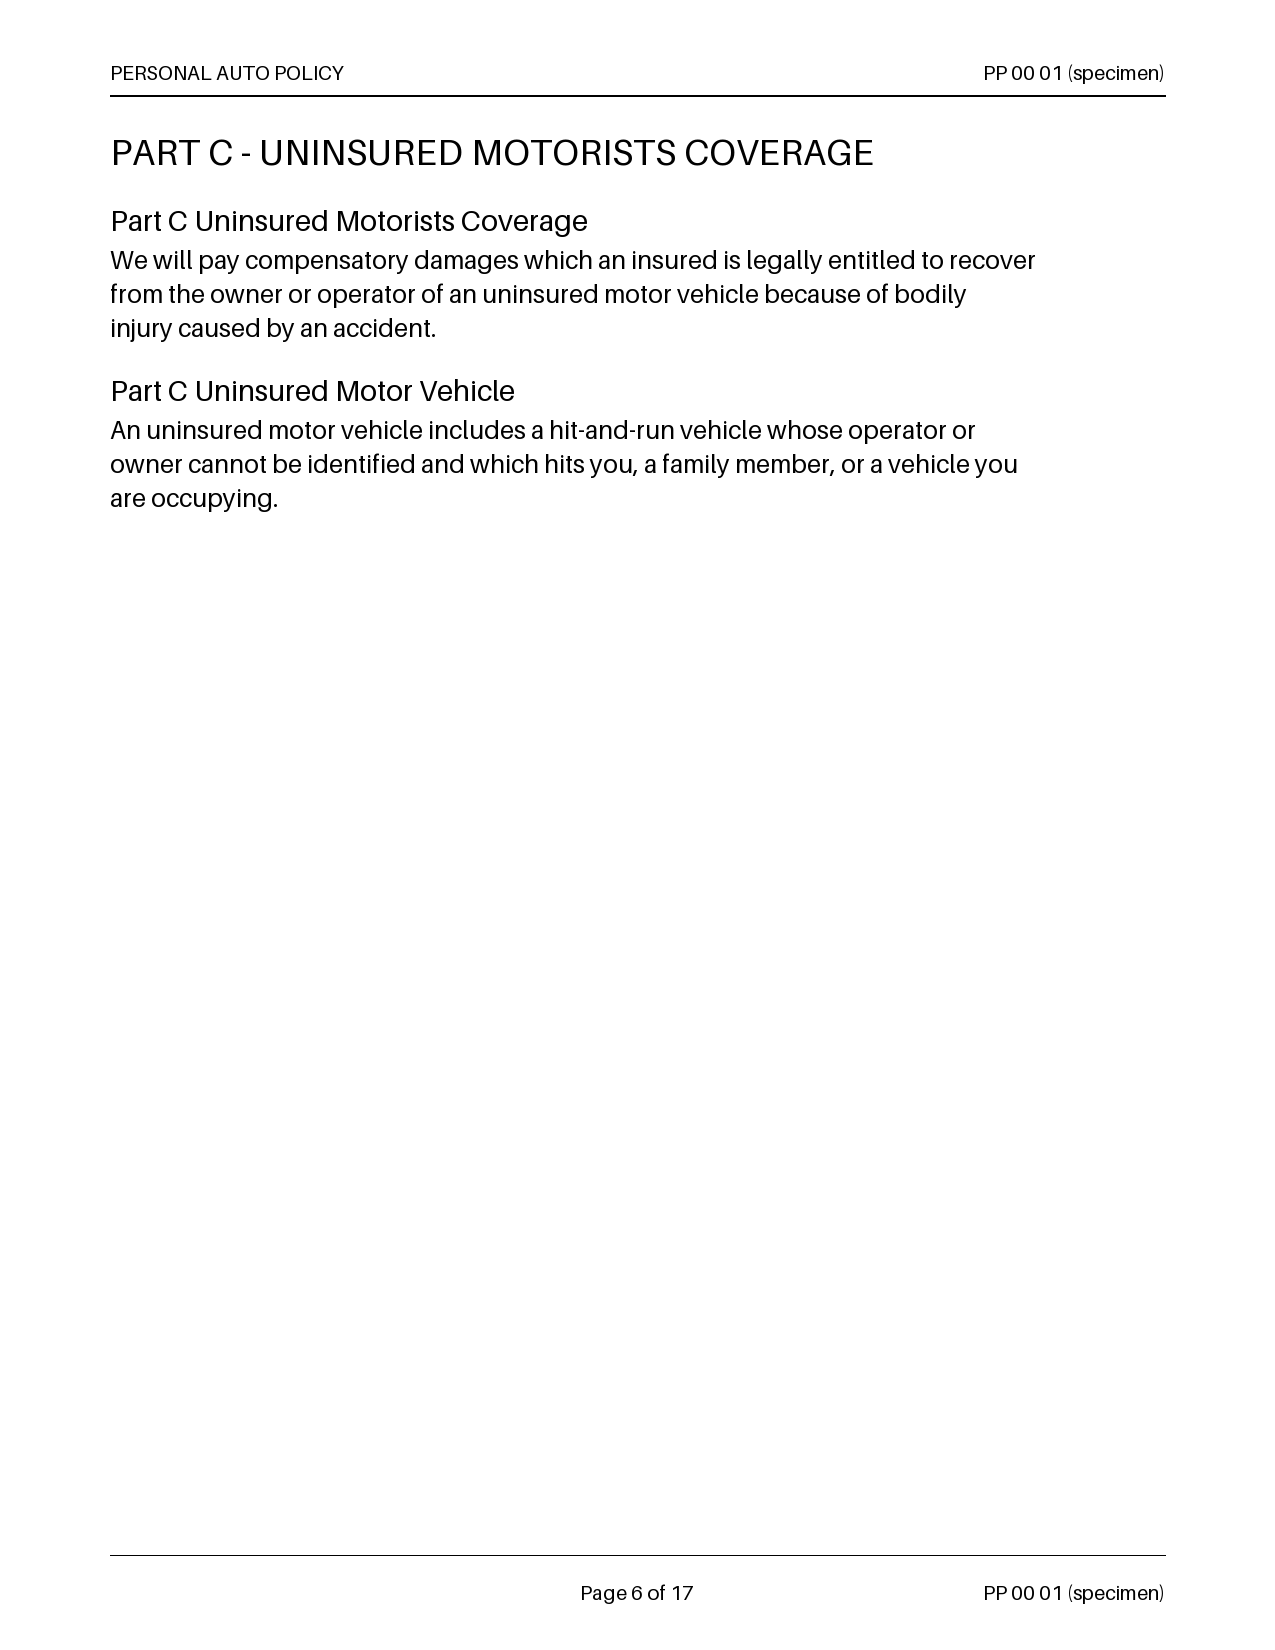 PERSONAL AUTO POLICY PP 00 01 (specimen)
PART C - UNINSURED MOTORISTS COVERAGE
Part C Uninsured Motorists Coverage
We will pay compensatory damages which an insured is legally entitled to recover
from the owner or operator of an uninsured motor vehicle because of bodily
injury caused by an accident.
Part C Uninsured Motor Vehicle
An uninsured motor vehicle includes a hit-and-run vehicle whose operator or
owner cannot be identified and which hits you, a family member, or a vehicle you
are occupying.
Page 6 of 17 PP 00 01 (specimen)